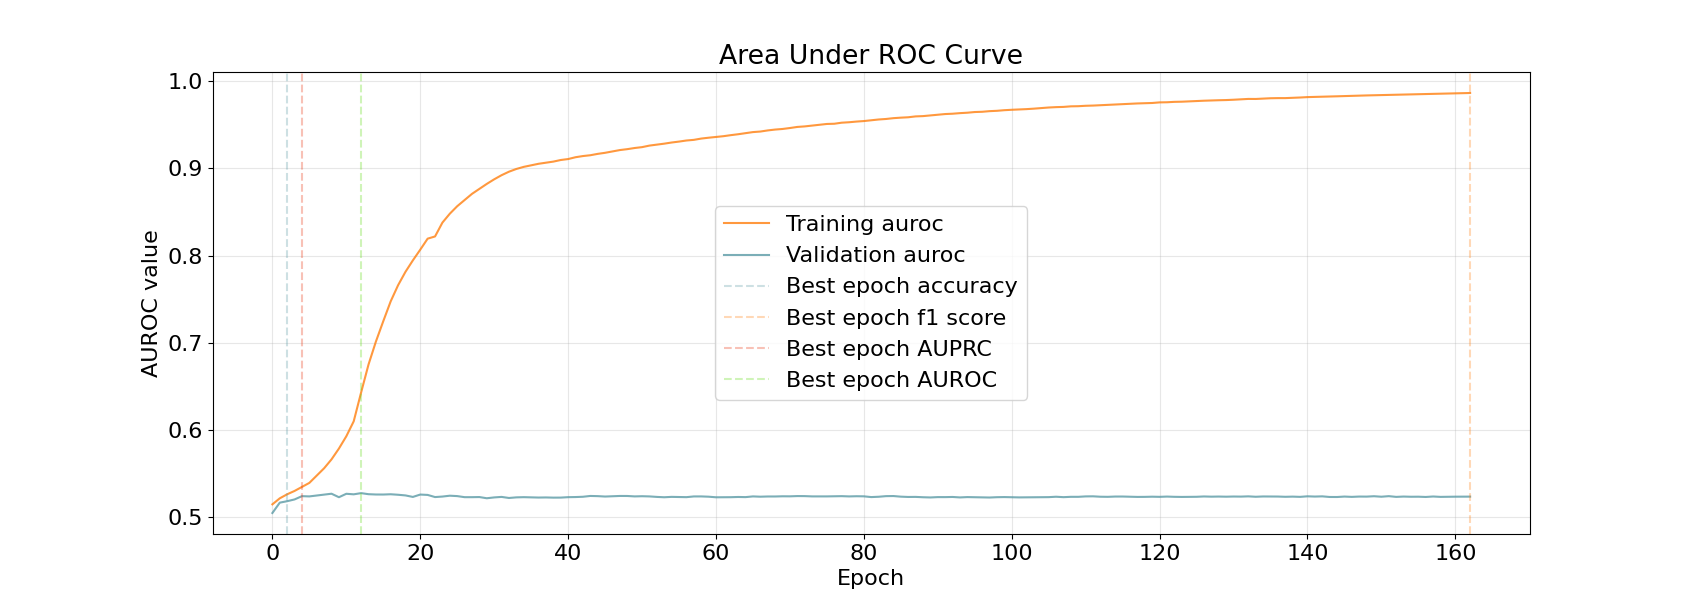 Area Under ROC Curve
AUROC value
1.0
0.9
0.8
0.7
0.6
0.5
Training auroc
Validation auroc
Best epoch accuracy
Best epoch f1 score
Best epoch AUPRC
Best epoch AUROC
0 20 40 60 80 100 120 140 160
Epoch